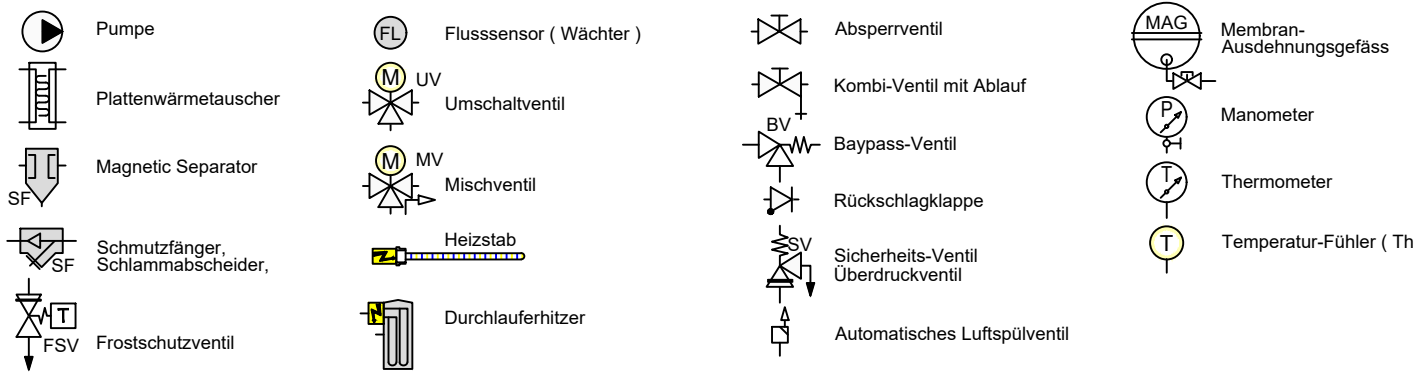 Pumpe
Plattenwärmetauscher
Magnetic Separator
SF
Schmutzfänger,
Schlammabscheider,
SF
T
FSV
Frostschutzventil
FL
Flusssensor ( Wächter )
M
UV
Umschaltventil
M
MV
Mischventil
Heizstab
Durchlauferhitzer
Absperrventil
Kombi-Ventil mit Ablauf
BV
Baypass-Ventil
Rückschlagklappe
SV
Sicherheits-Ventil
Überdruckventil
Automatisches Luftspülventil
MAG
Membran-
Ausdehnungsgefäss
P
Manometer
T
Thermometer
T
Temperatur-Fühler ( Th